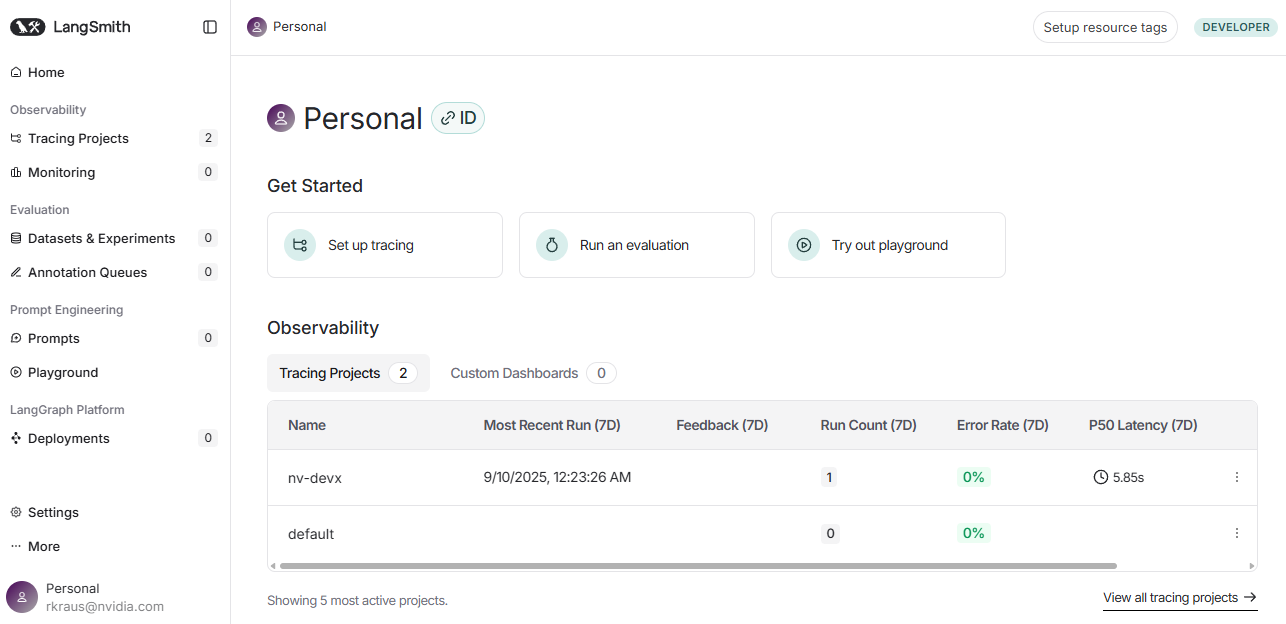 LangSmith
Personal
Setup resource tags
DEVELOPER
Home
Observability
Tracing Projects 2
Monitoring 0
Evaluation
Datasets & Experiments 0
Annotation Queues 0
Prompt Engineering
Prompts 0
Playground
LangGraph Platform
Deployments 0
Settings
More
Personal
rkraus@nvidia.com
Personal ID
Get Started
Set up tracing
Run an evaluation
Try out playground
Observability
Tracing Projects 2 Custom Dashboards 0
Name Most Recent Run (7D) Feedback (7D) Run Count (7D) Error Rate (7D) P50 Latency (7D)
nv-devx 9/10/2025, 12:23:26 AM 1 0% 5.85s
default 0 0%
Showing 5 most active projects.
View all tracing projects →